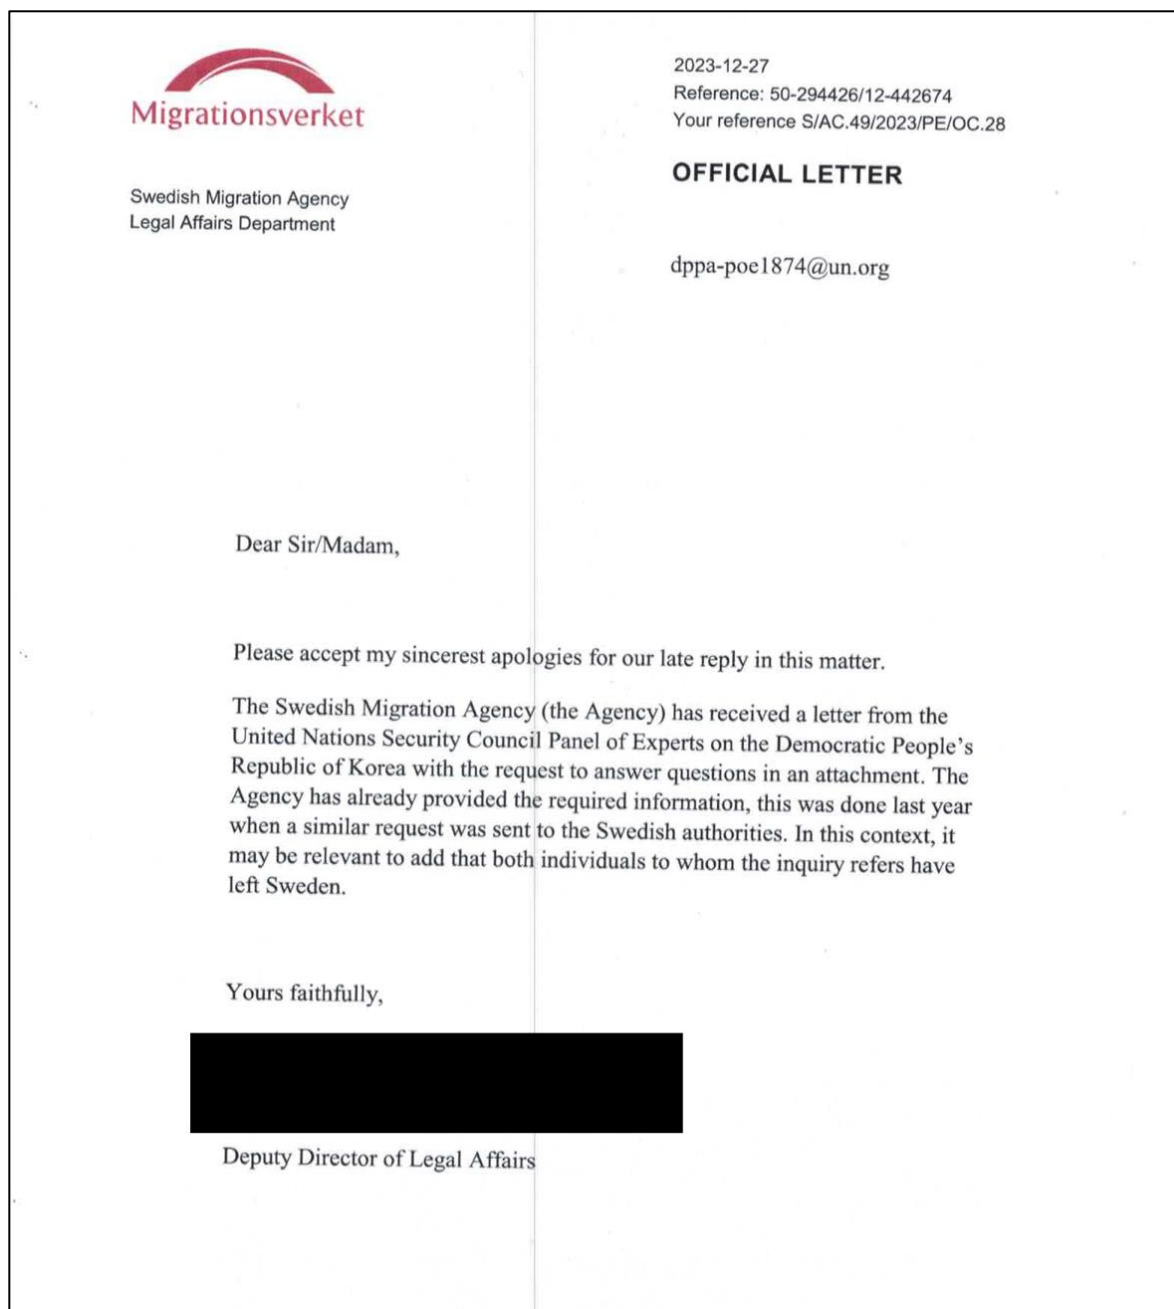 Migrationsverket
Swedish Migration Agency
Legal Affairs Department
2023-12-27
Reference: 50-294426/12-442674
Your reference S/AC.49/2023/PE/OC.28
OFFICIAL LETTER
dppa-poe1874@un.org
Dear Sir/Madam,
Please accept my sincerest apologies for our late reply in this matter.
The Swedish Migration Agency (the Agency) has received a letter from the
United Nations Security Council Panel of Experts on the Democratic People's
Republic of Korea with the request to answer questions in an attachment. The
Agency has already provided the required information, this was done last year
when a similar request was sent to the Swedish authorities. In this context, it
may be relevant to add that both individuals to whom the inquiry refers have
left Sweden.
Yours faithfully,
Deputy Director of Legal Affairs